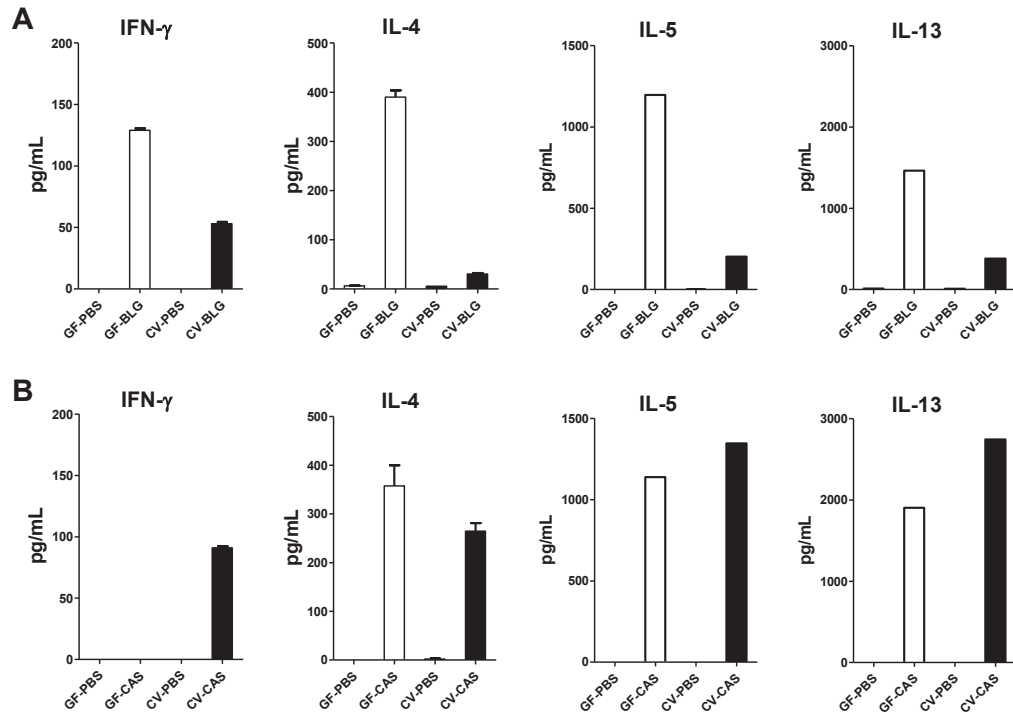 A
IFN-γ
pg/mL
200
150
100
50
0
GF-PBS
GF-BLG
CV-PBS
CV-BLG
IL-4
pg/mL
500
400
300
200
100
0
GF-PBS
GF-BLG
CV-PBS
CV-BLG
IL-5
pg/mL
1500
1000
500
0
GF-PBS
GF-BLG
CV-PBS
CV-BLG
IL-13
pg/mL
3000
2000
1000
0
GF-PBS
GF-BLG
CV-PBS
CV-BLG
B
IFN-γ
pg/mL
200
150
100
50
0
GF-PBS
GF-CAS
CV-PBS
CV-CAS
IL-4
pg/mL
500
400
300
200
100
0
GF-PBS
GF-CAS
CV-PBS
CV-CAS
IL-5
pg/mL
1500
1000
500
0
GF-PBS
GF-CAS
CV-PBS
CV-CAS
IL-13
pg/mL
3000
2000
1000
0
GF-PBS
GF-CAS
CV-PBS
CV-CAS